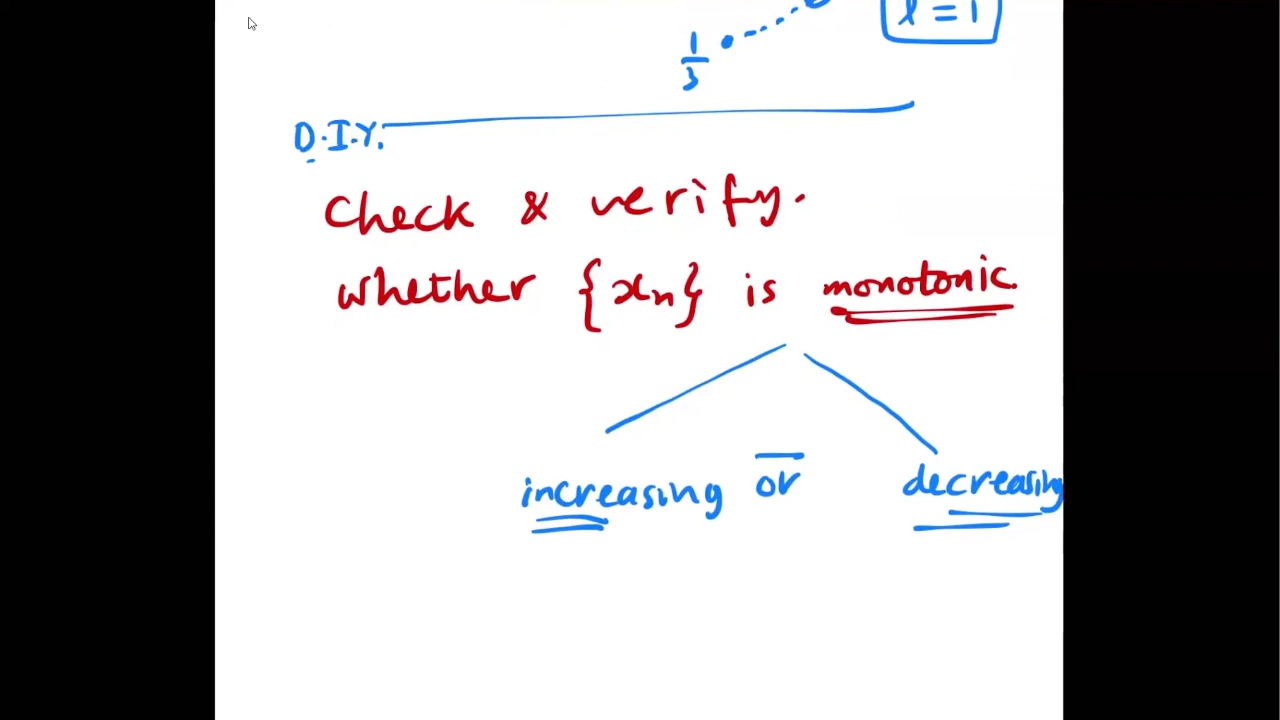 l = 1
1/3
D.I.Y.
Check & verify.
whether {xn} is monotonic.
increasing or decreasing